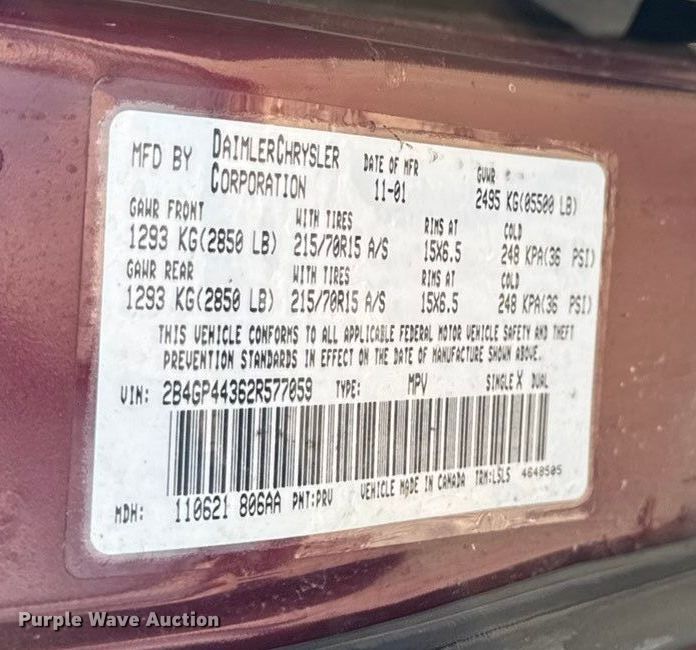 MFD BY DAIMLERCHRYSLER CORPORATION DATE OF MFR 11-01 GVWR 2495 KG(05500 LB)
GAWR FRONT WITH TIRES RIMS AT COLD
1293 KG(2850 LB) 215/70R15 A/S 15X6.5 248 KPA(36 PSI)
GAWR REAR WITH TIRES RIMS AT COLD
1293 KG(2850 LB) 215/70R15 A/S 15X6.5 248 KPA(36 PSI)
THIS VEHICLE CONFORMS TO ALL APPLICABLE FEDERAL MOTOR VEHICLE SAFETY AND THEFT
PREVENTION STANDARDS IN EFFECT ON THE DATE OF MANUFACTURE SHOWN ABOVE.
VIN: 2B4GP44362R577059 TYPE: MPV SINGLE X DUAL
MDH: 110621 806AA PNT:PRV VEHICLE MADE IN CANADA TRM:LSLS 4648505
Purple Wave Auction